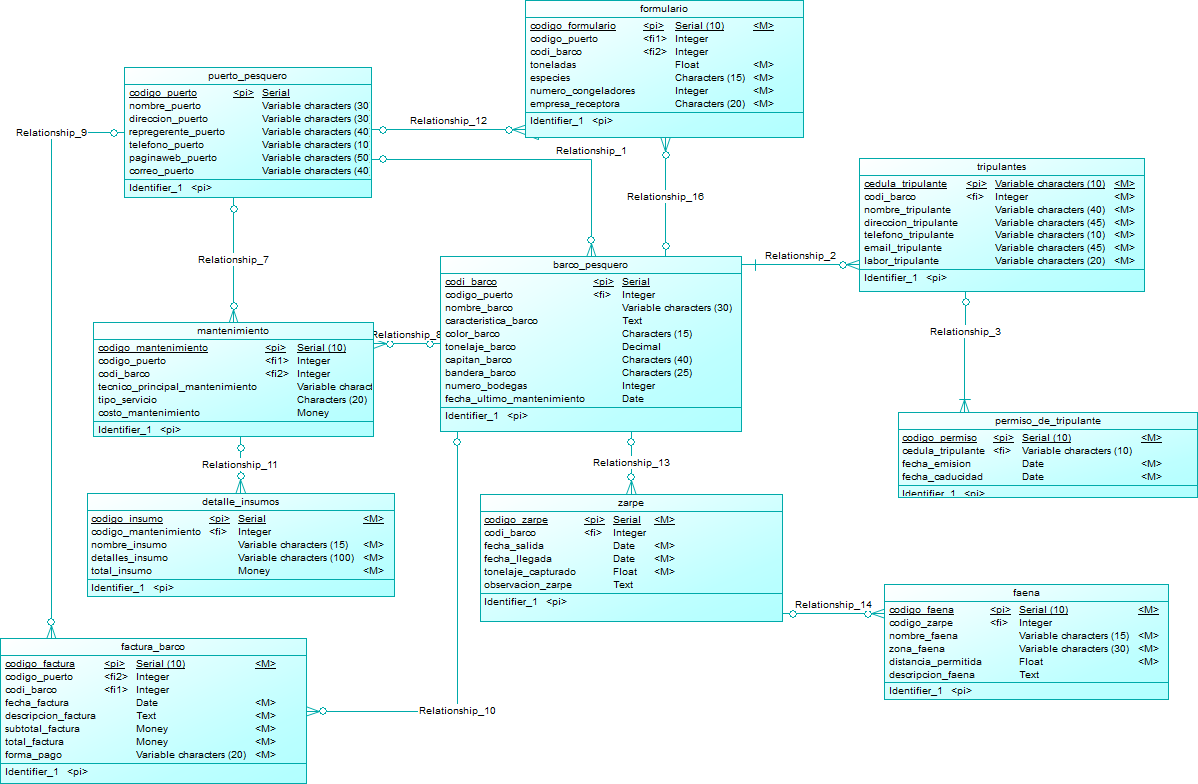 formulario
codigo_formulario <pi> Serial (10) <M>
codigo_puerto <fi1> Integer
codi_barco <fi2> Integer
toneladas Float <M>
especies Characters (15) <M>
numero_congeladores Integer <M>
empresa_receptora Characters (20) <M>
Identifier_1 <pi>
puerto_pesquero
codigo_puerto <pi> Serial
nombre_puerto Variable characters (30
direccion_puerto Variable characters (30
repregerente_puerto Variable characters (40
telefono_puerto Variable characters (10
paginaweb_puerto Variable characters (50
correo_puerto Variable characters (40
Identifier_1 <pi>
Relationship_9
Relationship_12
Relationship_1
Relationship_16
tripulantes
cedula_tripulante <pi> Variable characters (10) <M>
codi_barco <fi> Integer <M>
nombre_tripulante Variable characters (40) <M>
direccion_tripulante Variable characters (45) <M>
telefono_tripulante Variable characters (10) <M>
email_tripulante Variable characters (45) <M>
labor_tripulante Variable characters (20) <M>
Identifier_1 <pi>
Relationship_7
Relationship_2
barco_pesquero
codi_barco <pi> Serial
codigo_puerto <fi> Integer
nombre_barco Variable characters (30)
caracteristica_barco Text
color_barco Characters (15)
tonelaje_barco Decimal
capitan_barco Characters (40)
bandera_barco Characters (25)
numero_bodegas Integer
fecha_ultimo_mantenimiento Date
Identifier_1 <pi>
mantenimiento
codigo_mantenimiento <pi> Serial (10)
codigo_puerto <fi1> Integer
codi_barco <fi2> Integer
tecnico_principal_mantenimiento Variable charact
tipo_servicio Characters (20)
costo_mantenimiento Money
Identifier_1 <pi>
Relationship_8
Relationship_3
permiso_de_tripulante
codigo_permiso <pi> Serial (10) <M>
cedula_tripulante <fi> Variable characters (10)
fecha_emision Date <M>
fecha_caducidad Date <M>
Identifier_1 <pi>
Relationship_11
Relationship_13
detalle_insumos
codigo_insumo <pi> Serial <M>
codigo_mantenimiento <fi> Integer
nombre_insumo Variable characters (15) <M>
detalles_insumo Variable characters (100) <M>
total_insumo Money <M>
Identifier_1 <pi>
zarpe
codigo_zarpe <pi> Serial <M>
codi_barco <fi> Integer
fecha_salida Date <M>
fecha_llegada Date <M>
tonelaje_capturado Float <M>
observacion_zarpe Text
Identifier_1 <pi>
Relationship_14
faena
codigo_faena <pi> Serial (10) <M>
codigo_zarpe <fi> Integer
nombre_faena Variable characters (15) <M>
zona_faena Variable characters (30) <M>
distancia_permitida Float <M>
descripcion_faena Text
Identifier_1 <pi>
factura_barco
codigo_factura <pi> Serial (10) <M>
codigo_puerto <fi2> Integer
codi_barco <fi1> Integer
fecha_factura Date <M>
descripcion_factura Text <M>
subtotal_factura Money <M>
total_factura Money <M>
forma_pago Variable characters (20) <M>
Identifier_1 <pi>
Relationship_10